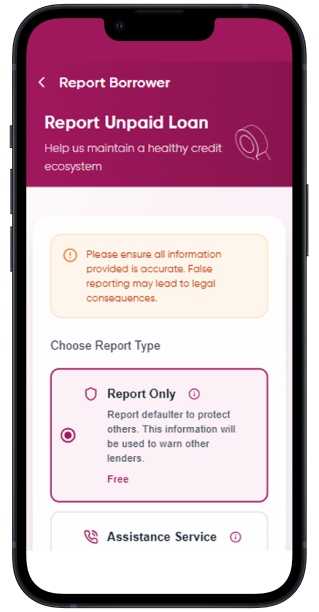 Report Borrower
Report Unpaid Loan
Help us maintain a healthy credit
ecosystem
Please ensure all information
provided is accurate. False
reporting may lead to legal
consequences.
Choose Report Type
Report Only
Report defaulter to protect
others. This information will
be used to warn other
lenders.
Free
Assistance Service